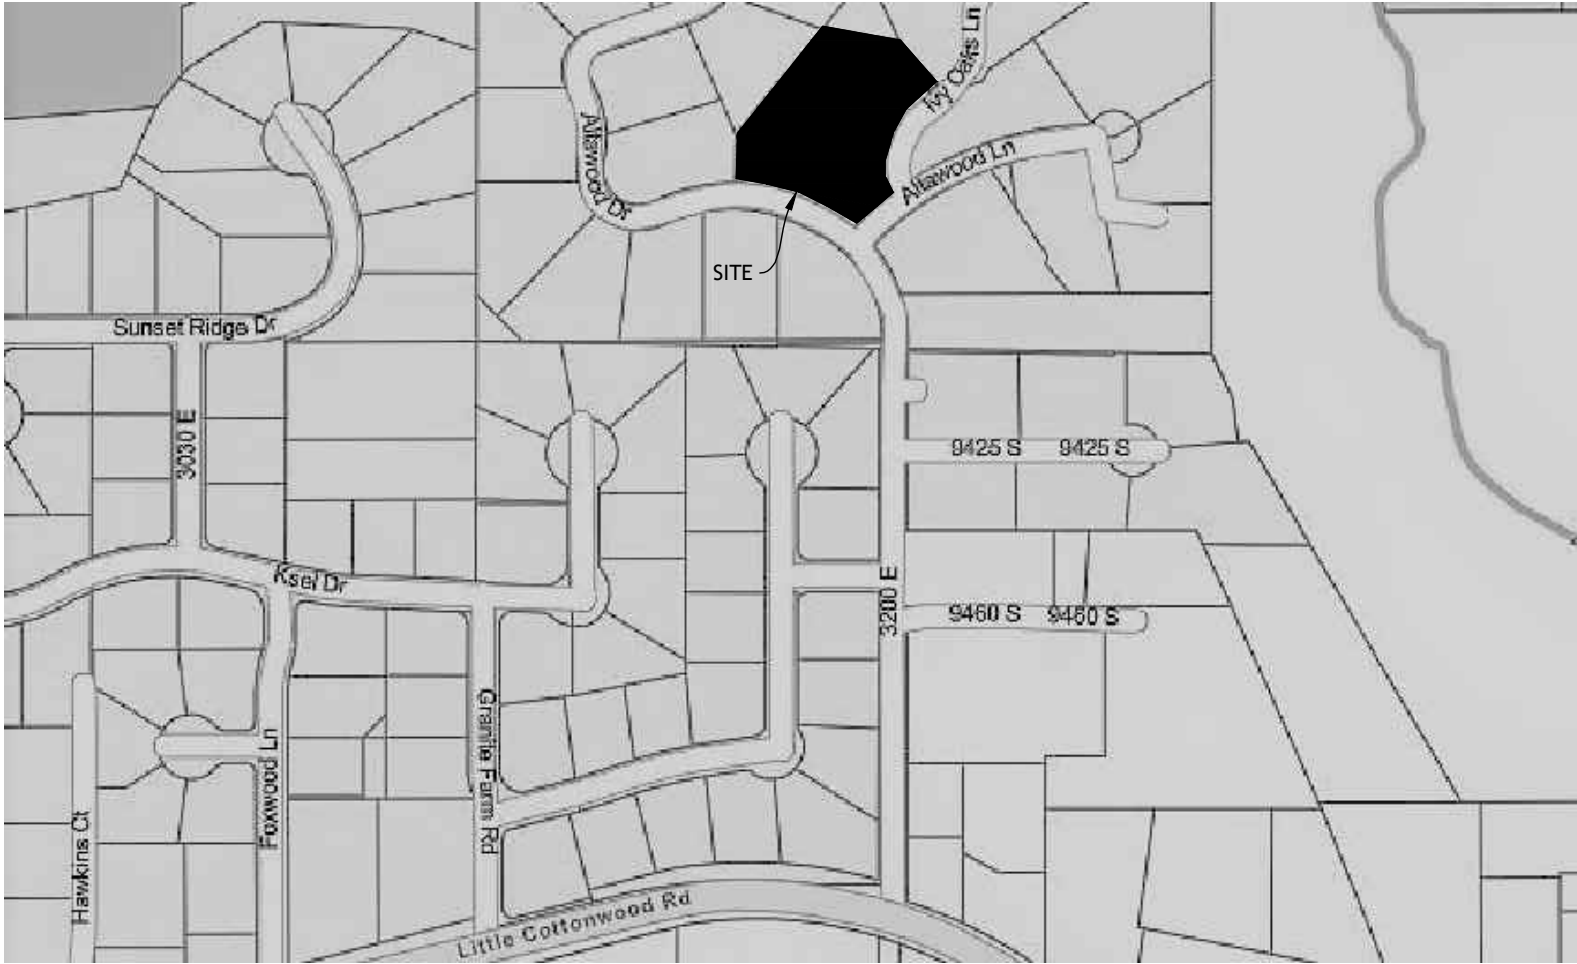 Ivy Oaks Ln
Altawood Dr
Altawood Ln
SITE
Sunset Ridge Dr
3030 E
9425 S 9425 S
Ksel Dr
3200 E
9460 S 9460 S
Granite Farm Rd
Foxwood Ln
Hawkins Ct
Little Cottonwood Rd